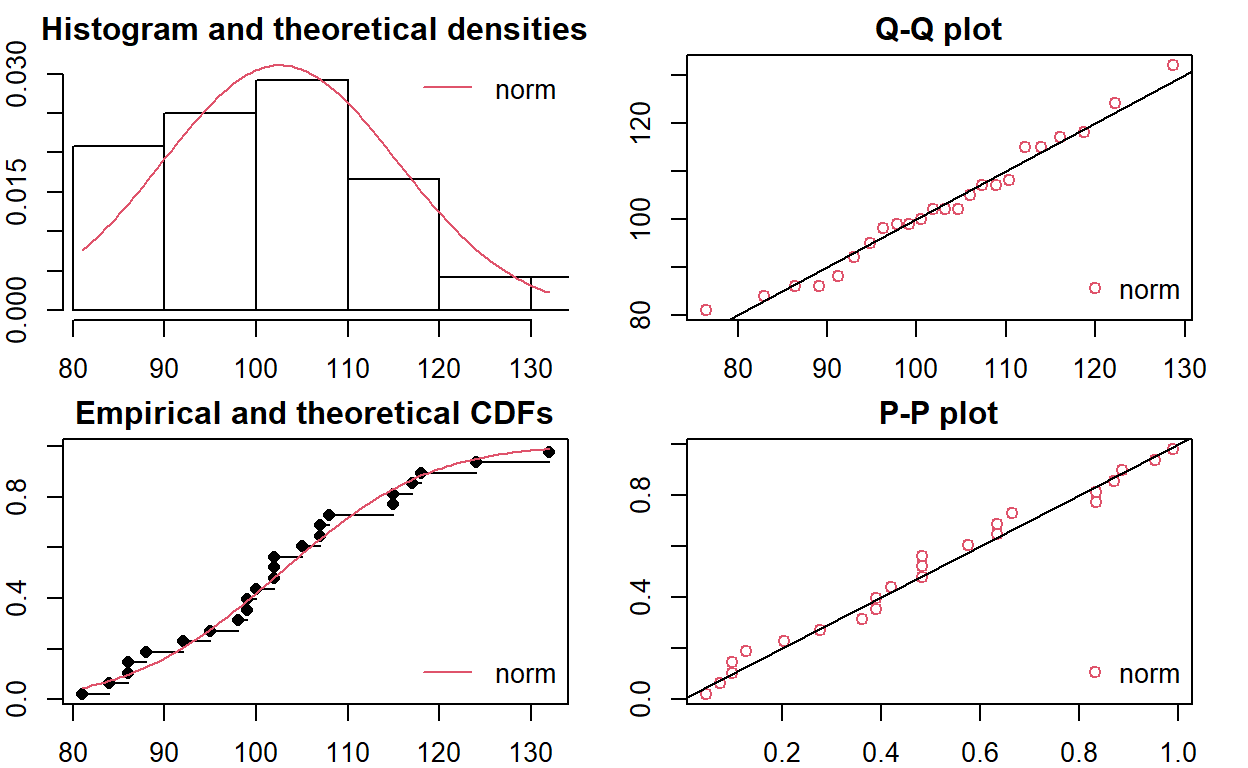 Histogram and theoretical densities
0.000 0.015 0.030
norm
80 90 100 110 120 130
Q-Q plot
80 100 120
norm
80 90 100 110 120 130
Empirical and theoretical CDFs
0.0 0.4 0.8
norm
80 90 100 110 120 130
P-P plot
0.0 0.4 0.8
norm
0.2 0.4 0.6 0.8 1.0